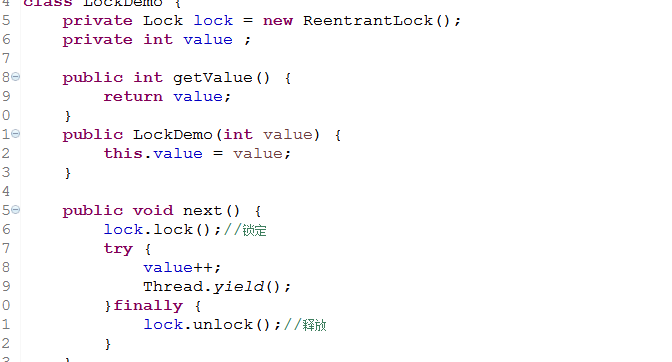 4 class LockDemo {
5 private Lock lock = new ReentrantLock();
6 private int value ;
7
8 public int getValue() {
9 return value;
0 }
1 public LockDemo(int value) {
2 this.value = value;
3 }
4
5 public void next() {
6 lock.lock();//锁定
7 try {
8 value++;
9 Thread.yield();
0 }finally {
1 lock.unlock();//释放
2 }
3 }